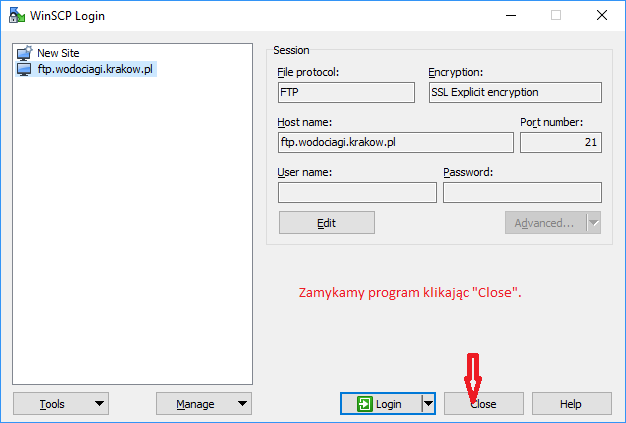 WinSCP Login
New Site
ftp.wodociagi.krakow.pl
Session
File protocol: Encryption:
FTP SSL Explicit encryption
Host name: Port number:
ftp.wodociagi.krakow.pl 21
User name: Password:
Edit Advanced...
Zamykamy program klikając "Close".
Tools Manage Login Close Help